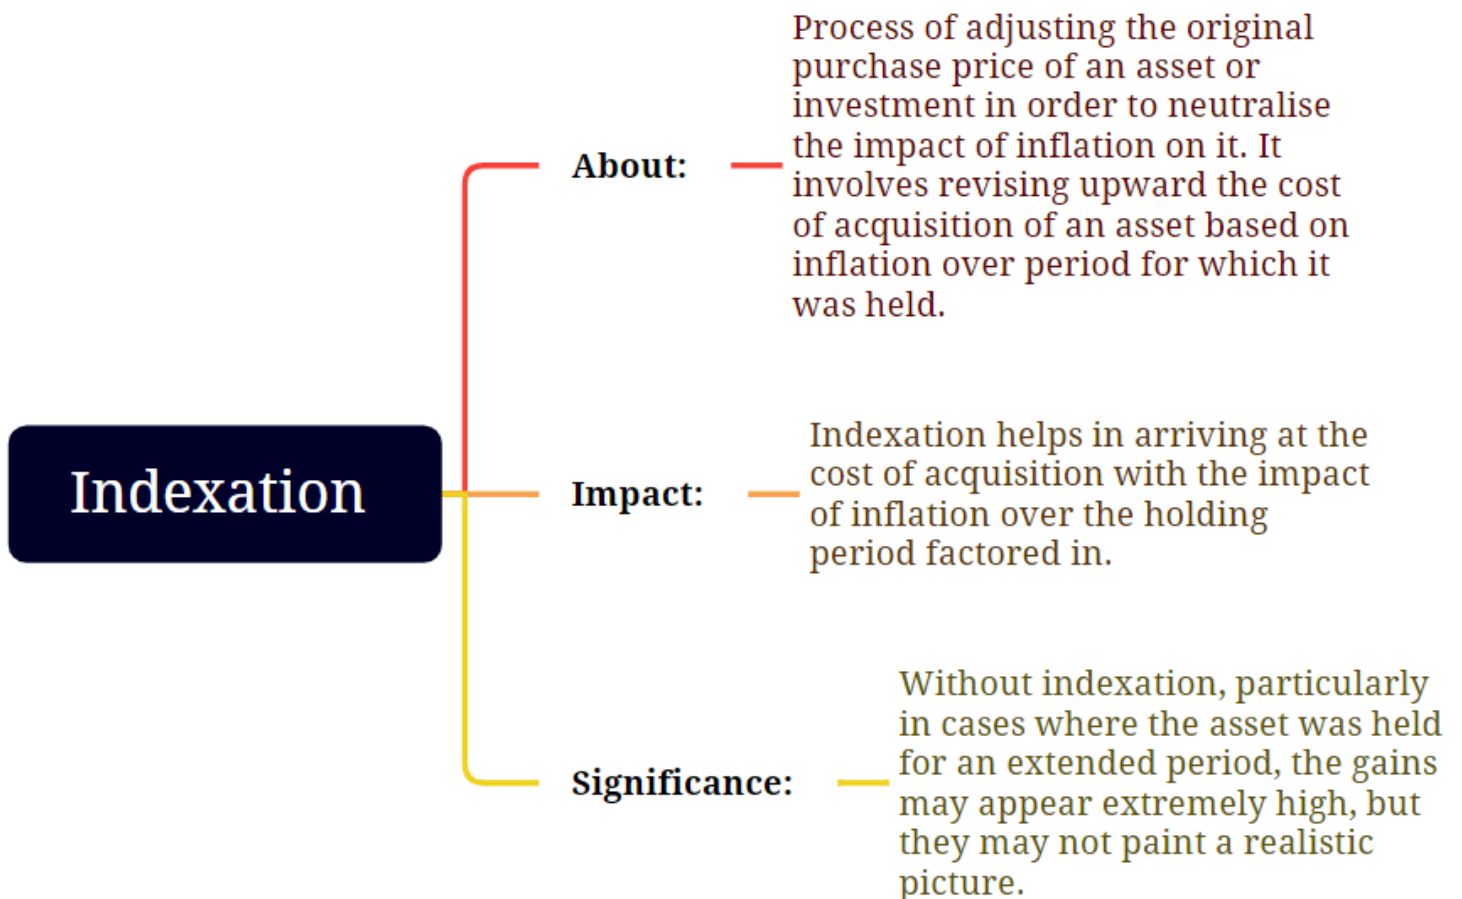 Indexation
About:
Process of adjusting the original
purchase price of an asset or
investment in order to neutralise
the impact of inflation on it. It
involves revising upward the cost
of acquisition of an asset based on
inflation over period for which it
was held.
Impact:
Indexation helps in arriving at the
cost of acquisition with the impact
of inflation over the holding
period factored in.
Significance:
Without indexation, particularly
in cases where the asset was held
for an extended period, the gains
may appear extremely high, but
they may not paint a realistic
picture.